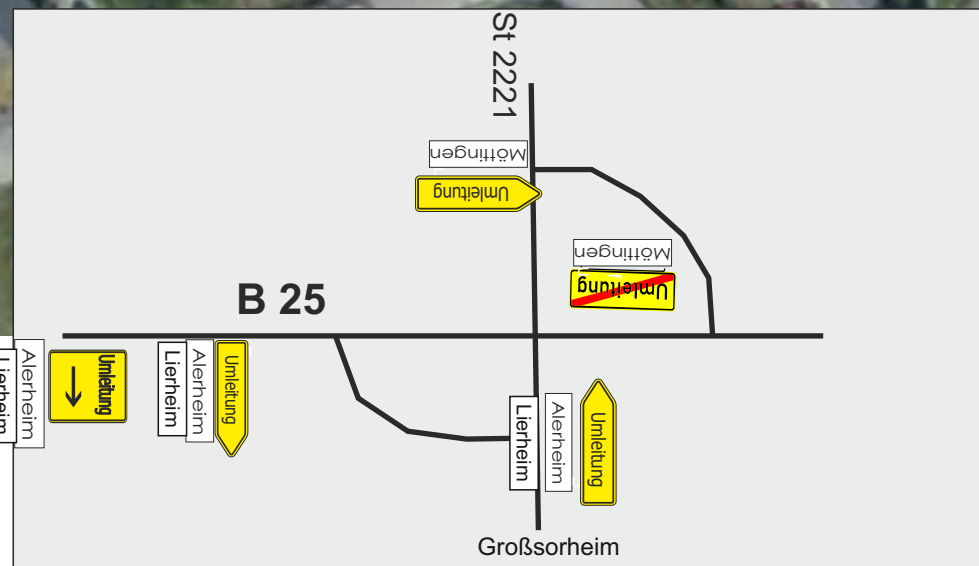 St 2221
Möttingen
Umleitung
Möttingen
Umleitung
B 25
Umleitung
Alerheim
Lierheim
Umleitung
Alerheim
Lierheim
Lierheim
Alerheim
Umleitung
Großsorheim